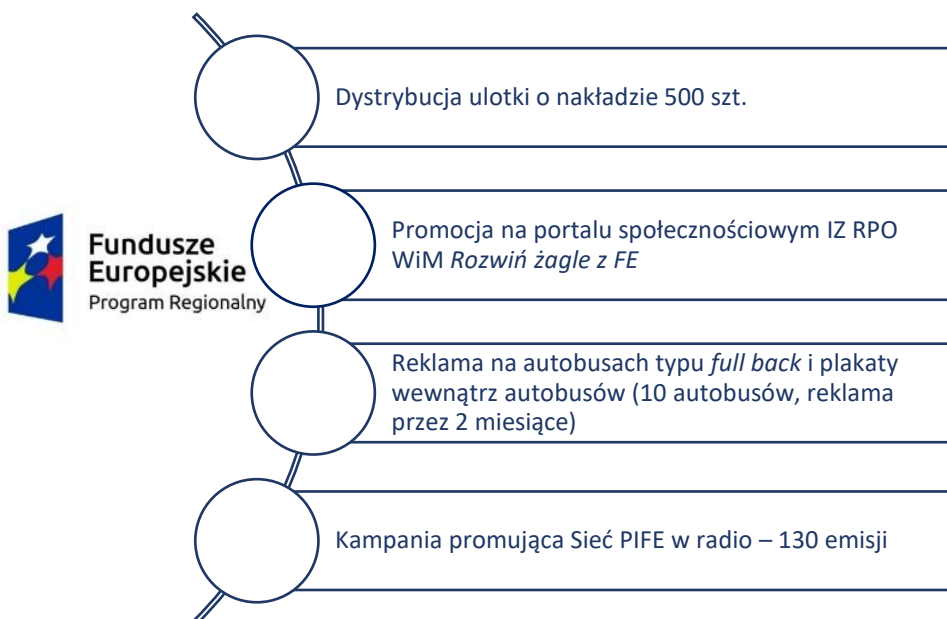 Dystrybucja ulotki o nakładzie 500 szt.
Fundusze
Europejskie
Program Regionalny
Promocja na portalu społecznościowym IZ RPO
WiM Rozwiń żagle z FE
Reklama na autobusach typu full back i plakaty
wewnątrz autobusów (10 autobusów, reklama
przez 2 miesiące)
Kampania promująca Sieć PIFE w radio – 130 emisji